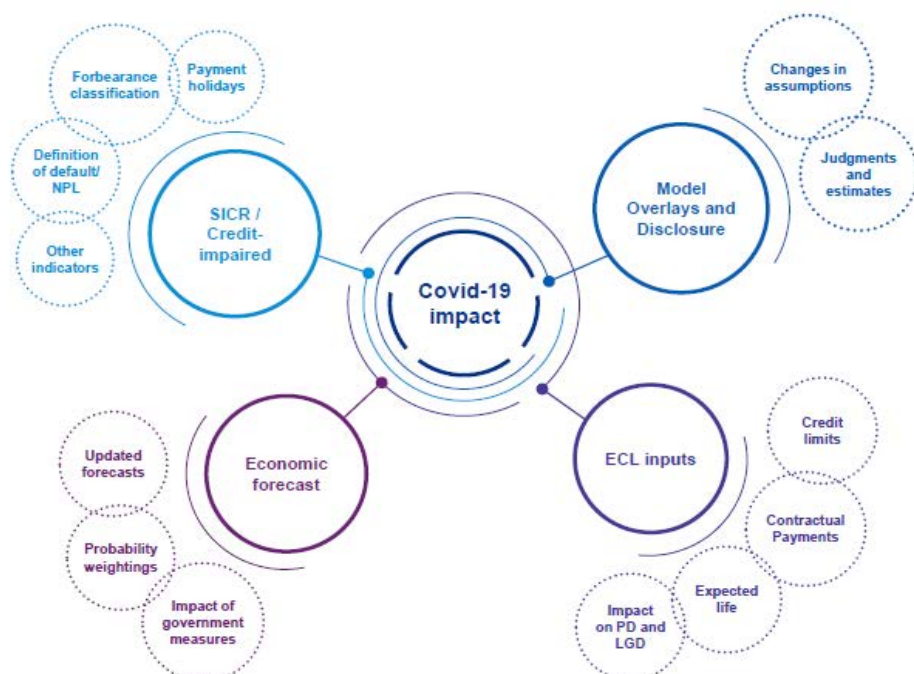 Forbearance
classification
Payment
holidays
Definition
of default/
NPL
Other
indicators
SICR /
Credit-
impaired
Changes in
assumptions
Judgments and
estimates
Model
Overlays and
Disclosure
Covid-19
impact
Updated
forecasts
Probability
weightings
Impact of
government
measures
Economic
forecast
ECL inputs
Credit
limits
Contractual
Payments
Expected
life
Impact
on PD and
LGD